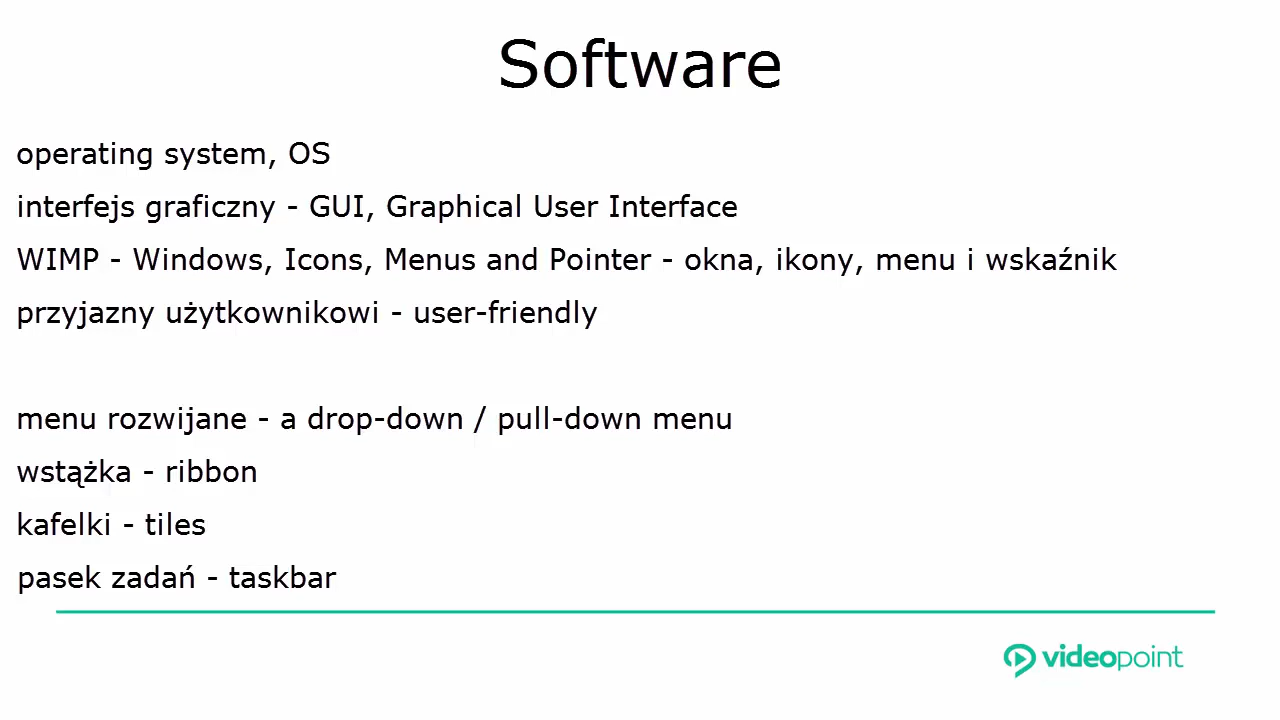 Software
operating system, OS
interfejs graficzny - GUI, Graphical User Interface
WIMP - Windows, Icons, Menus and Pointer - okna, ikony, menu i wskaźnik
przyjazny użytkownikowi - user-friendly
menu rozwijane - a drop-down / pull-down menu
wstążka - ribbon
kafelki - tiles
pasek zadań - taskbar
videopoint